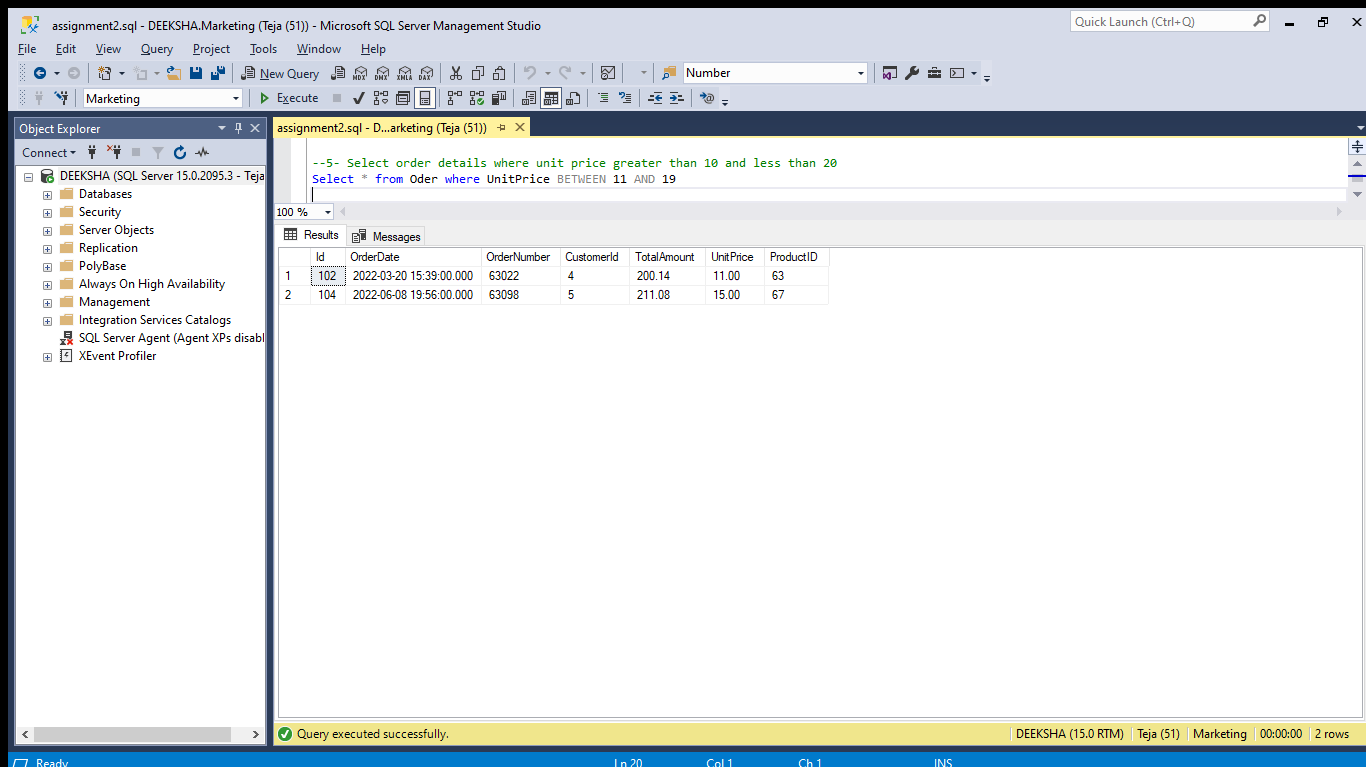 assignment2.sql - DEEKSHA.Marketing (Teja (51)) - Microsoft SQL Server Management Studio
Quick Launch (Ctrl+Q)
File Edit View Query Project Tools Window Help
New Query MDX DMX XMLA DAX Number
Marketing Execute
Object Explorer
assignment2.sql - D...arketing (Teja (51))
Connect
DEEKSHA (SQL Server 15.0.2095.3 - Teja
Databases
Security
Server Objects
Replication
PolyBase
Always On High Availability
Management
Integration Services Catalogs
SQL Server Agent (Agent XPs disabl
XEvent Profiler
--5- Select order details where unit price greater than 10 and less than 20
Select * from Oder where UnitPrice BETWEEN 11 AND 19
100 %
Results Messages
Id OrderDate OrderNumber CustomerId TotalAmount UnitPrice ProductID
1 102 2022-03-20 15:39:00.000 63022 4 200.14 11.00 63
2 104 2022-06-08 19:56:00.000 63098 5 211.08 15.00 67
Query executed successfully. DEEKSHA (15.0 RTM) Teja (51) Marketing 00:00:00 2 rows
Ready Ln 20 Col 1 Ch 1 INS